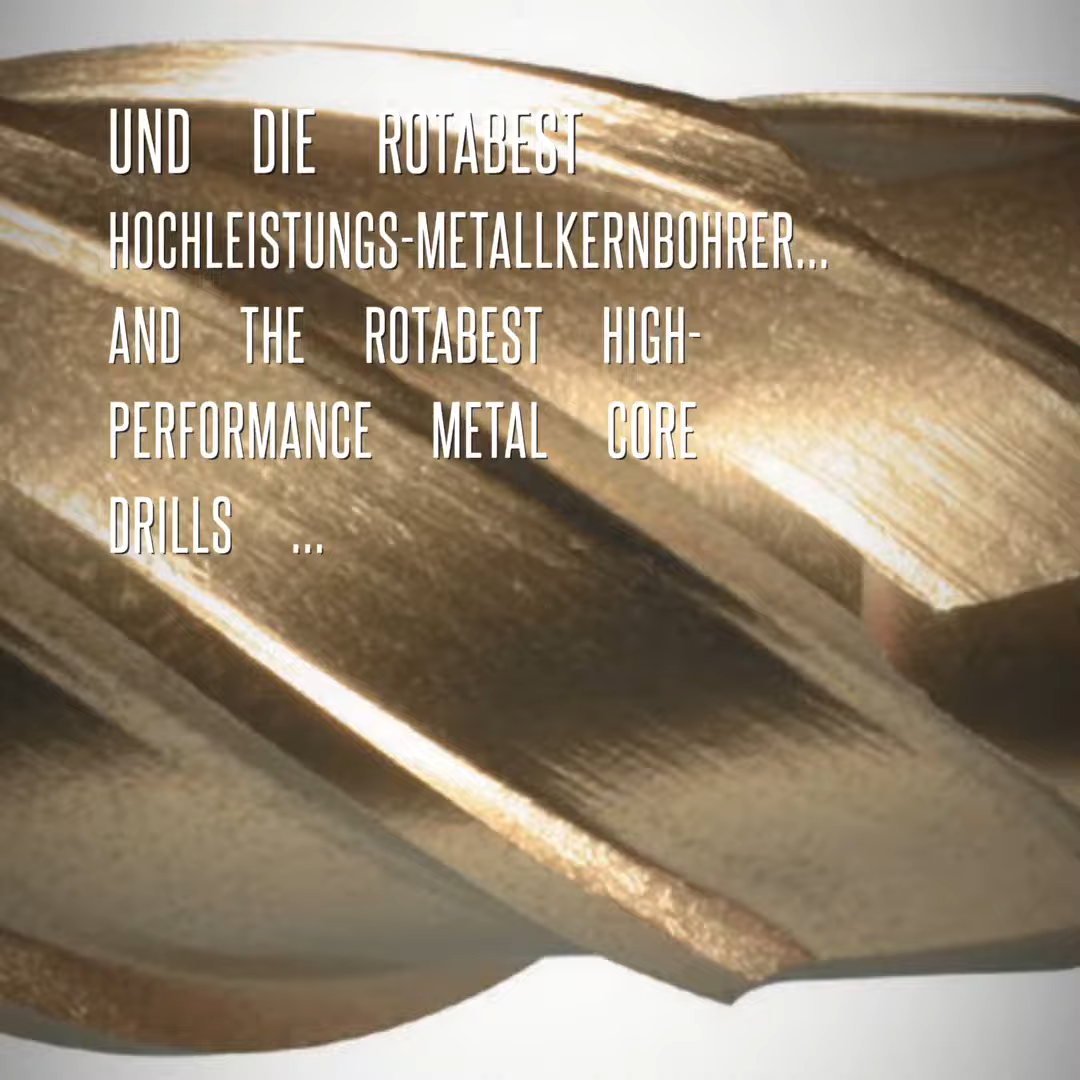 UND DIE ROTABEST
HOCHLEISTUNGS-METALLKERNBOHRER...
AND THE ROTABEST HIGH-
PERFORMANCE METAL CORE
DRILLS ...